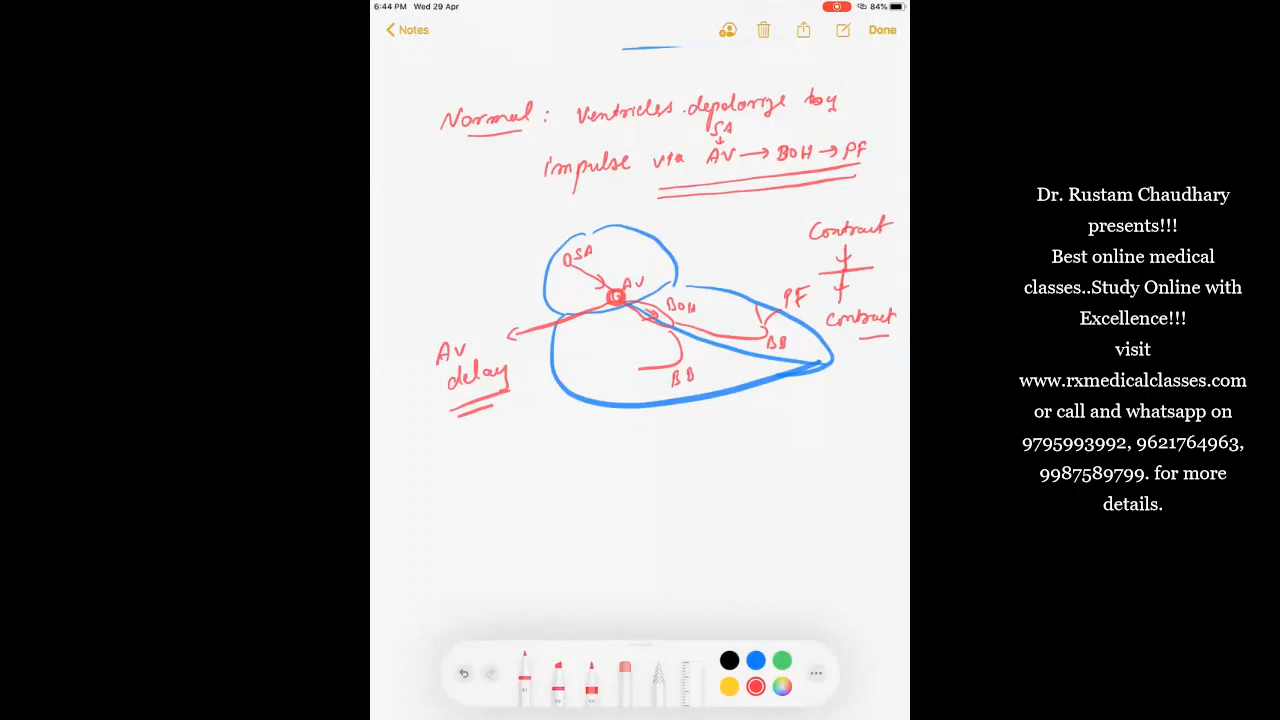 6:44 PM Wed 29 Apr
84%
Notes
Done
Normal : Ventricles depolarize by
SA
impulse via AV → BOH → PF
Contract
SA
AV
BOH
PF
Contract
BB
AV
delay
BB
Dr. Rustam Chaudhary
presents!!!
Best online medical
classes..Study Online with
Excellence!!!
visit
www.rxmedicalclasses.com
or call and whatsapp on
9795993992, 9621764963,
9987589799. for more
details.